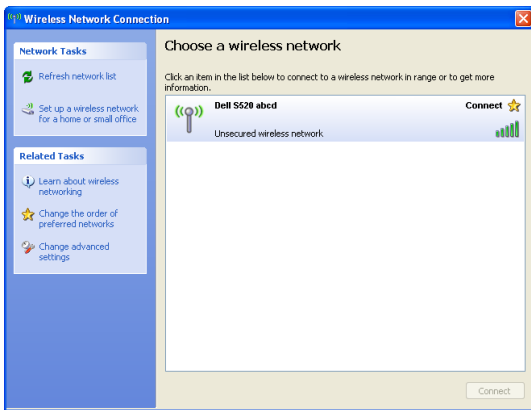 Wireless Network Connection
Network Tasks
Refresh network list
Set up a wireless network
for a home or small office
Related Tasks
Learn about wireless
networking
Change the order of
preferred networks
Change advanced
settings
Choose a wireless network
Click an item in the list below to connect to a wireless network in range or to get more
information.
Dell S520 abcd
Connect
Unsecured wireless network
Connect